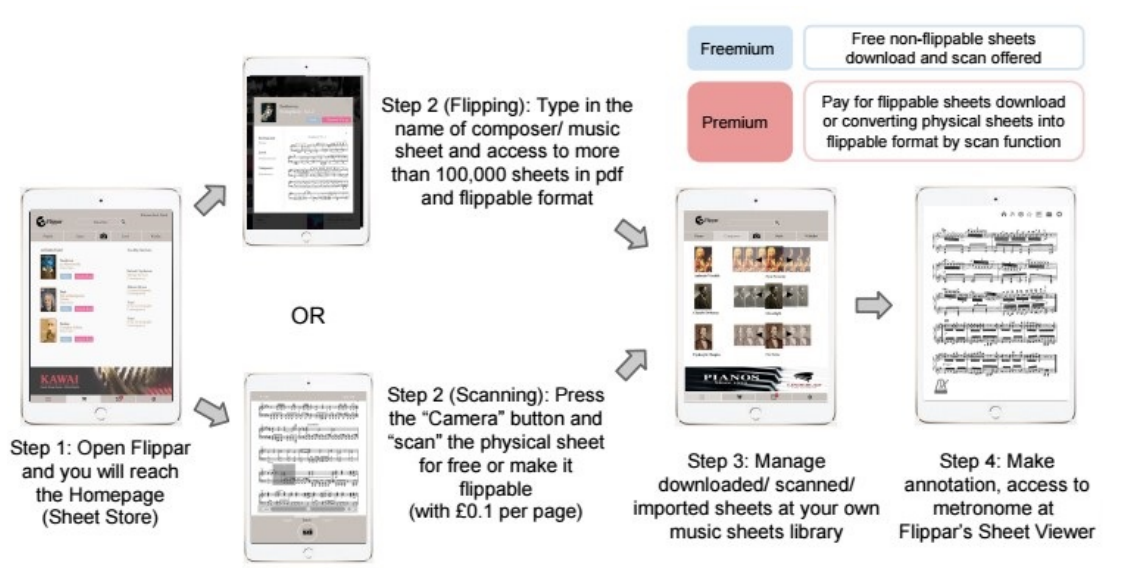 Freemium
Free non-flippable sheets
download and scan offered
Premium
Pay for flippable sheets download
or converting physical sheets into
flippable format by scan function
Step 2 (Flipping): Type in the
name of composer/ music
sheet and access to more
than 100,000 sheets in pdf
and flippable format
Flippar
KAWAI
OR
Flippar
PIANOS
Step 1: Open Flippar
and you will reach
the Homepage
(Sheet Store)
Step 2 (Scanning): Press
the “Camera” button and
“scan” the physical sheet
for free or make it
flippable
(with £0.1 per page)
Step 3: Manage
downloaded/ scanned/
imported sheets at your own
music sheets library
Step 4: Make
annotation, access to
metronome at
Flippar’s Sheet Viewer